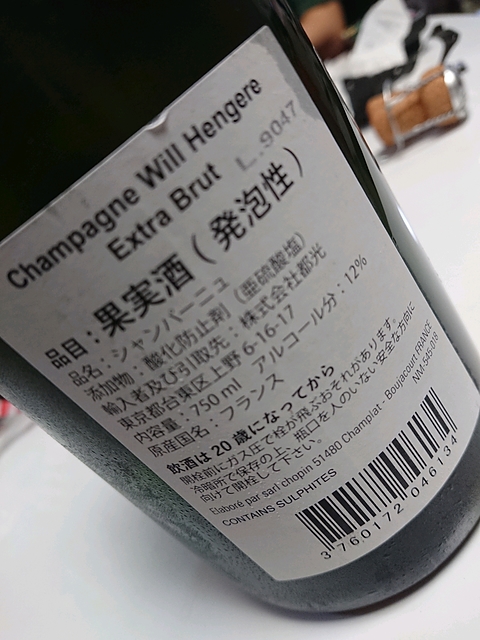 Champagne Will Hengere
Extra Brut L.9047
品目：果実酒（発泡性）
品名：シャンパーニュ
添加物：酸化防止剤（亜硫酸塩）
輸入者及び引取先：株式会社都光
東京都台東区上野6-16-17
内容量：750 ml アルコール分：12%
原産国名：フランス
飲酒は20歳になってから
開栓前にガス圧で栓が飛ぶおそれがあります。
冷暗所で保存の上、瓶口を人のいない安全な方向に
向けて開栓して下さい。
Elaboré par sarl chopin 51480 Champlat - Boujacourt FRANCE
CONTAINS SULPHITES NM-545-018
3 760172 046134